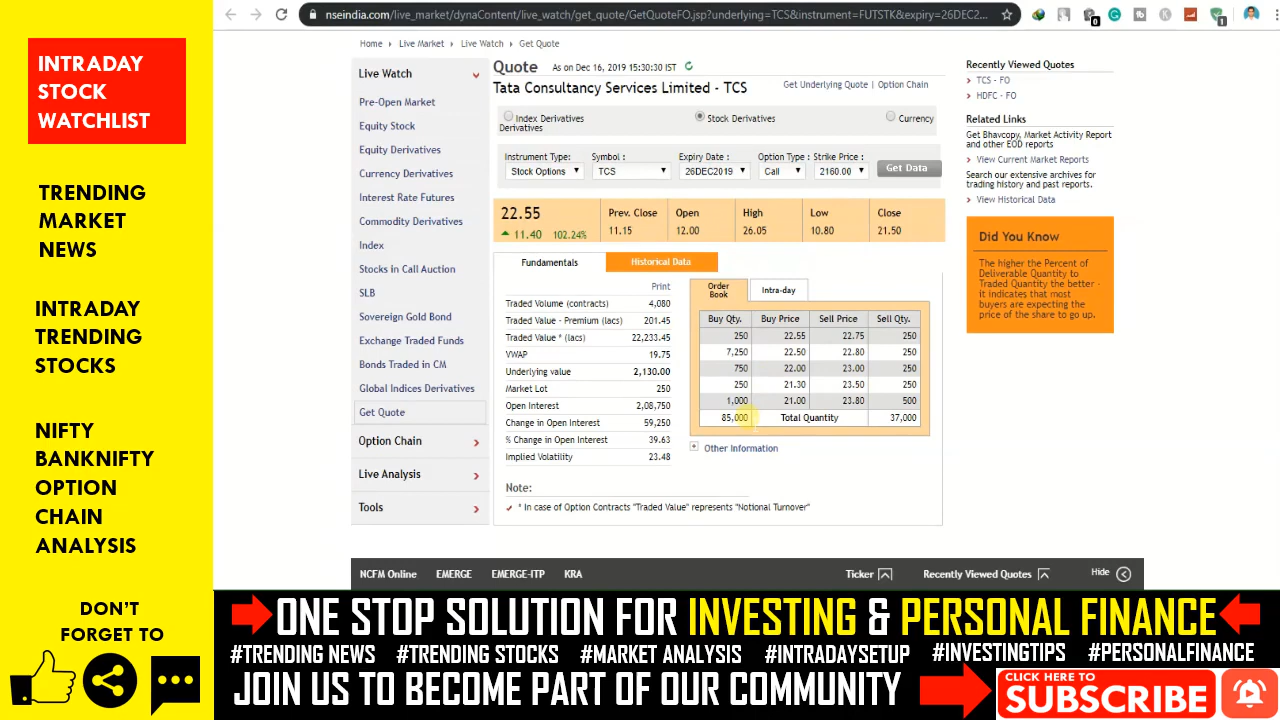 INTRADAY
STOCK
WATCHLIST
TRENDING
MARKET
NEWS
INTRADAY
TRENDING
STOCKS
NIFTY
BANKNIFTY
OPTION
CHAIN
ANALYSIS
DON'T
FORGET TO
nseindia.com/live_market/dynaContent/live_watch/get_quote/GetQuoteFO.jsp?underlying=TCS&instrument=FUTSTK&expiry=26DEC2...
0
1
Home › Live Market › Live Watch › Get Quote
Live Watch
Pre-Open Market
Equity Stock
Equity Derivatives
Currency Derivatives
Interest Rate Futures
Commodity Derivatives
Index
Stocks in Call Auction
SLB
Sovereign Gold Bond
Exchange Traded Funds
Bonds Traded in CM
Global Indices Derivatives
Get Quote
Option Chain
Live Analysis
Tools
Quote As on Dec 16, 2019 15:30:30 IST
Tata Consultancy Services Limited - TCS
Get Underlying Quote | Option Chain
Index Derivatives Stock Derivatives Currency
Derivatives
Instrument Type: Symbol : Expiry Date : Option Type : Strike Price :
Stock Options TCS 26DEC2019 Call 2160.00 Get Data
22.55 Prev. Close Open High Low Close
11.40 102.24% 11.15 12.00 26.05 10.80 21.50
Fundamentals Historical Data
Print
Traded Volume (contracts) 4,080
Traded Value - Premium (lacs) 201.45
Traded Value * (lacs) 22,233.45
VWAP 19.75
Underlying value 2,130.00
Market Lot 250
Open Interest 2,08,750
Change in Open Interest 59,250
% Change in Open Interest 39.63
Implied Volatility 23.48
Order
Book
Intra-day
Buy Qty. Buy Price Sell Price Sell Qty.
250 22.55 22.75 250
7,250 22.50 22.80 250
750 22.00 23.00 250
250 21.30 23.50 250
1,000 21.00 23.80 500
85,000 Total Quantity 37,000
Other Information
Note:
* In case of Option Contracts "Traded Value" represents "Notional Turnover"
Recently Viewed Quotes
TCS - FO
HDFC - FO
Related Links
Get Bhavcopy, Market Activity Report
and other EOD reports
View Current Market Reports
Search our extensive archives for
trading history and past reports.
View Historical Data
Did You Know
The higher the Percent of
Deliverable Quantity to
Traded Quantity the better -
it indicates that most
buyers are expecting the
price of the share to go up.
NCFM Online EMERGE EMERGE-ITP KRA Ticker Recently Viewed Quotes Hide
ONE STOP SOLUTION FOR INVESTING & PERSONAL FINANCE
#TRENDING NEWS #TRENDING STOCKS #MARKET ANALYSIS #INTRADAYSETUP #INVESTINGTIPS #PERSONALFINANCE
JOIN US TO BECOME PART OF OUR COMMUNITY
CLICK HERE TO
SUBSCRIBE